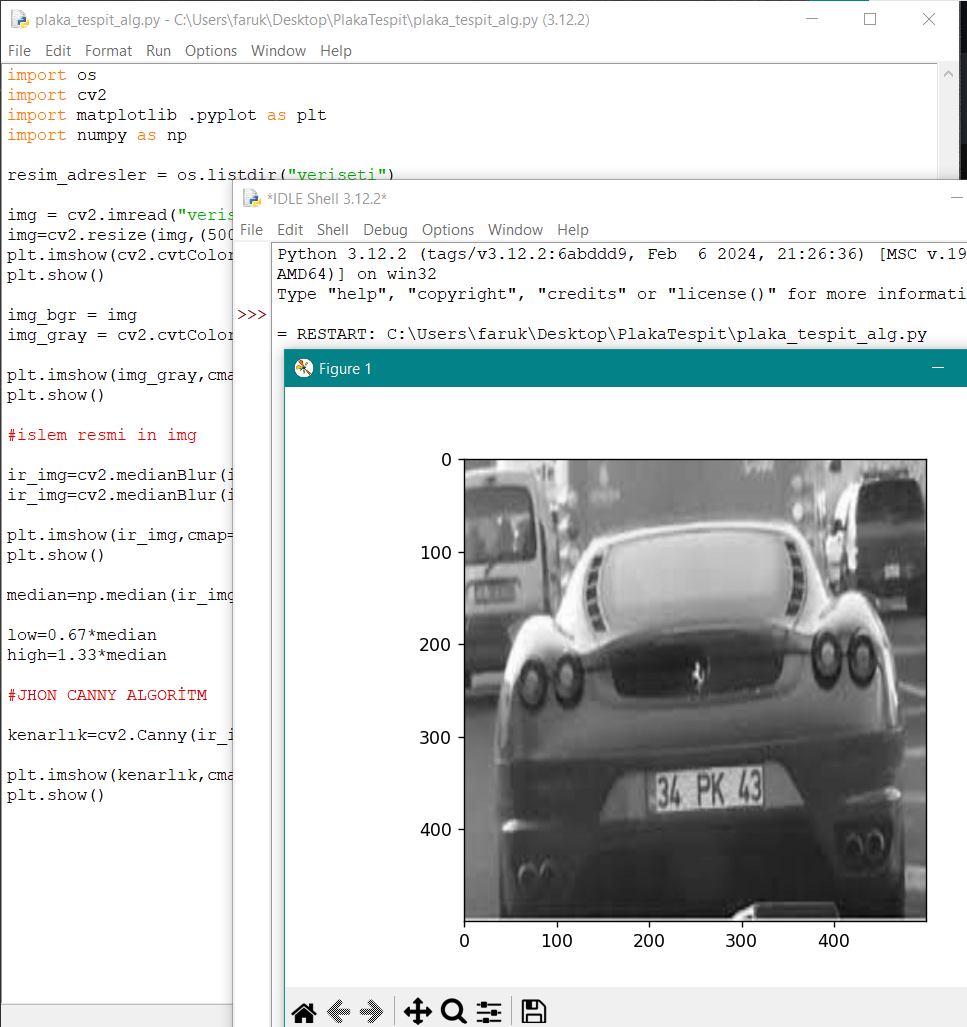 plaka_tespit_alg.py - C:\Users\faruk\Desktop\PlakaTespit\plaka_tespit_alg.py (3.12.2)
File Edit Format Run Options Window Help
import os
import cv2
import matplotlib .pyplot as plt
import numpy as np
resim_adresler = os.listdir("veriseti")
img = cv2.imread("veris
img=cv2.resize(img,(500
plt.imshow(cv2.cvtColor
plt.show()
img_bgr = img
img_gray = cv2.cvtColor
plt.imshow(img_gray,cma
plt.show()
#islem resmi in img
ir_img=cv2.medianBlur(i
ir_img=cv2.medianBlur(i
plt.imshow(ir_img,cmap=
plt.show()
median=np.median(ir_img
low=0.67*median
high=1.33*median
#JHON CANNY ALGORİTM
kenarlık=cv2.Canny(ir_i
plt.imshow(kenarlık,cma
plt.show()
*IDLE Shell 3.12.2*
File Edit Shell Debug Options Window Help
Python 3.12.2 (tags/v3.12.2:6abddd9, Feb  6 2024, 21:26:36) [MSC v.19
AMD64)] on win32
Type "help", "copyright", "credits" or "license()" for more informati
>>>
= RESTART: C:\Users\faruk\Desktop\PlakaTespit\plaka_tespit_alg.py
Figure 1
0
100
200
300
400
34 PK 43
0 100 200 300 400